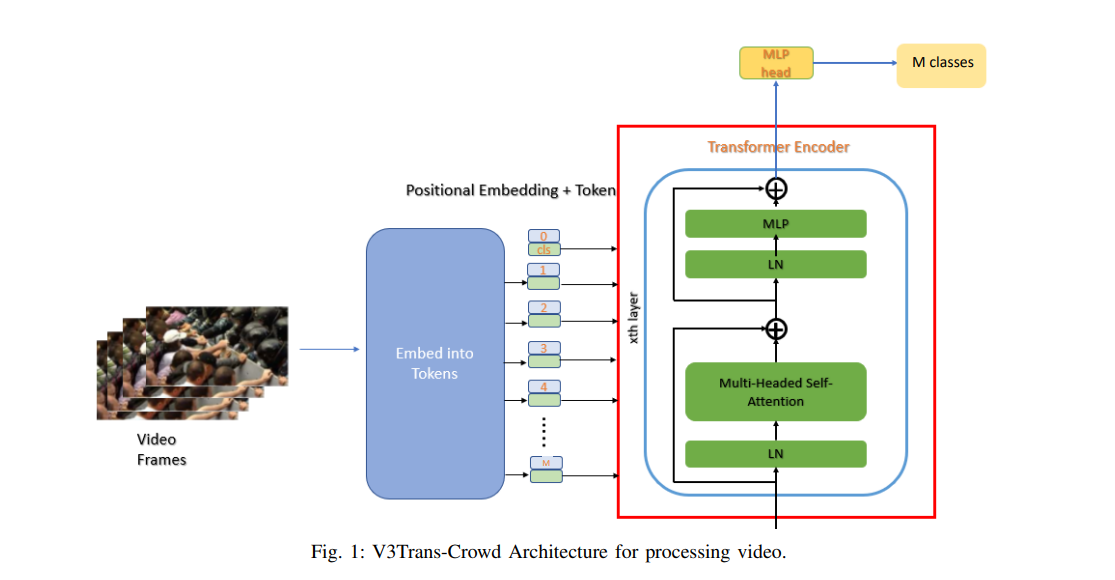 MLP
head
M classes
Transformer Encoder
Positional Embedding + Token
0
cls
1
2
3
4
M
Embed into
Tokens
Video
Frames
xth layer
MLP
LN
Multi-Headed Self-
Attention
LN
Fig. 1: V3Trans-Crowd Architecture for processing video.